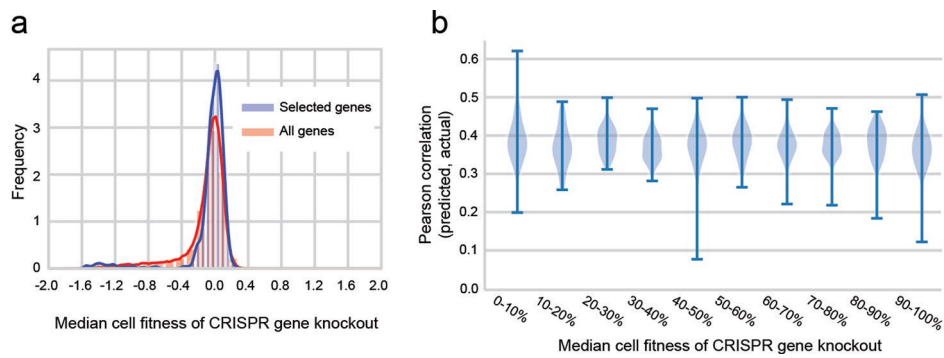 a
Frequency
4
3
2
1
0
Selected genes
All genes
-2.0 -1.6 -1.2 -0.8 -0.4 0.0 0.4 0.8 1.2 1.6 2.0
Median cell fitness of CRISPR gene knockout
b
Pearson correlation
(predicted, actual)
0.6
0.5
0.4
0.3
0.2
0.1
0.0
0-10% 10-20% 20-30% 30-40% 40-50% 50-60% 60-70% 70-80% 80-90% 90-100%
Median cell fitness of CRISPR gene knockout